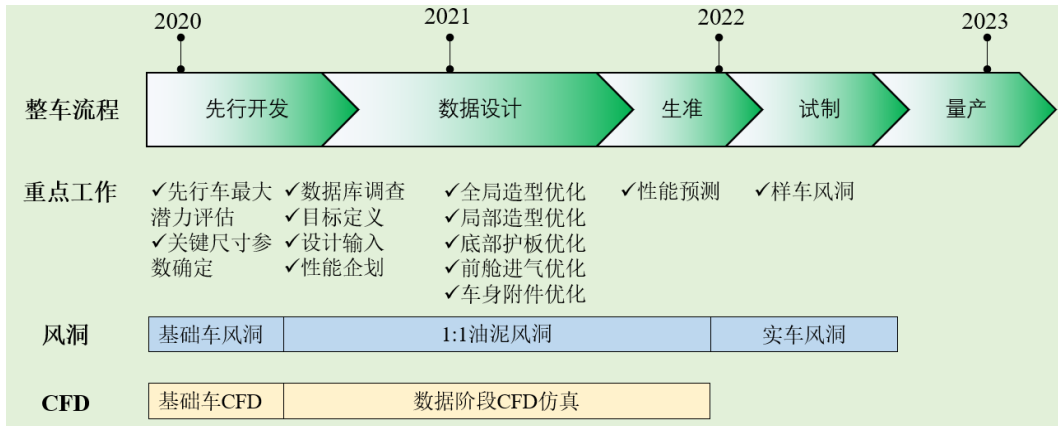 2020 2021 2022 2023
整车流程 先行开发 数据设计 生准 试制 量产
重点工作 ✓先行车最大 ✓数据库调查 ✓全局造型优化 ✓性能预测 ✓样车风洞
潜力评估 ✓目标定义 ✓局部造型优化
✓关键尺寸参 ✓设计输入 ✓底部护板优化
数确定 ✓性能企划 ✓前舱进气优化
✓车身附件优化
风洞 基础车风洞 1:1油泥风洞 实车风洞
CFD 基础车CFD 数据阶段CFD仿真